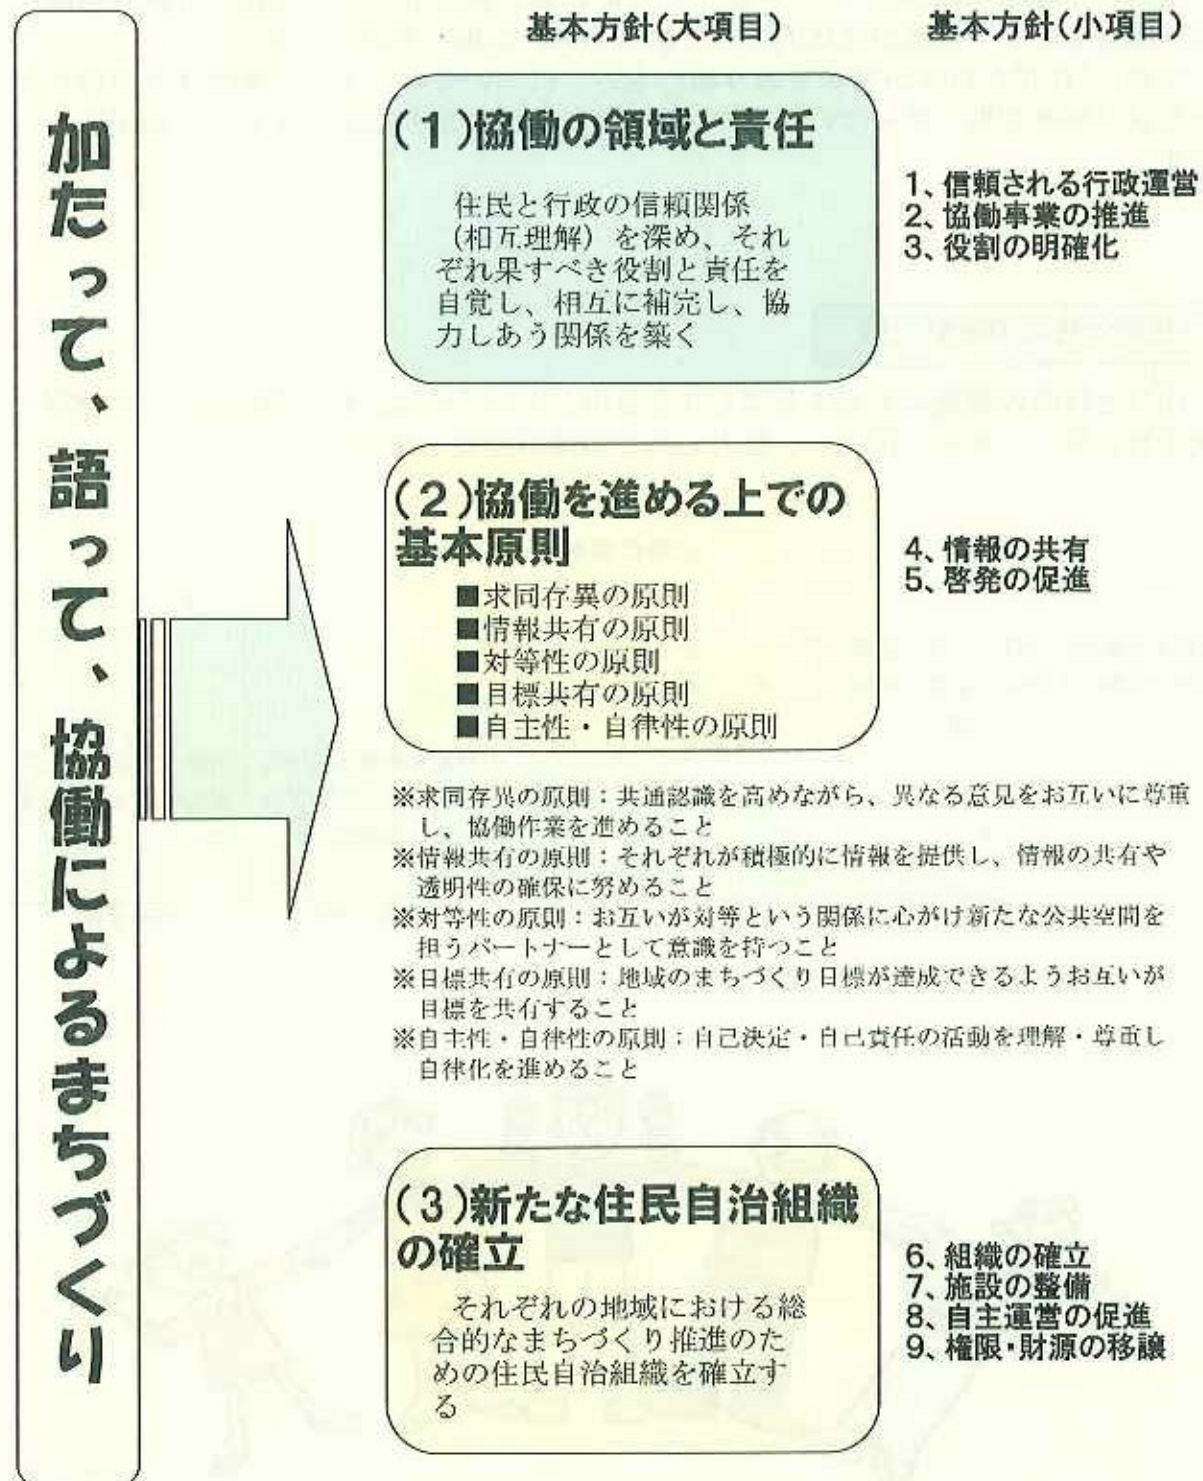 基本方針(大項目)
基本方針(小項目)
加たって、語って、協働によるまちづくり
(1)協働の領域と責任
住民と行政の信頼関係
(相互理解)を深め、それ
ぞれ果すべき役割と責任を
自覚し、相互に補完し、協
力しあう関係を築く
1、信頼される行政運営
2、協働事業の推進
3、役割の明確化
(2)協働を進める上での
基本原則
■求同存異の原則
■情報共有の原則
■対等性の原則
■目標共有の原則
■自主性・自律性の原則
4、情報の共有
5、啓発の促進
※求同存異の原則：共通認識を高めながら、異なる意見をお互いに尊重
し、協働作業を進めること
※情報共有の原則：それぞれが積極的に情報を提供し、情報の共有や
透明性の確保に努めること
※対等性の原則：お互いが対等という関係に心がけ新たな公共空間を
担うパートナーとして意識を持つこと
※目標共有の原則：地域のまちづくり目標が達成できるようお互いが
目標を共有すること
※自主性・自律性の原則：自己決定・自己責任の活動を理解・尊重し
自律化を進めること
(3)新たな住民自治組織
の確立
それぞれの地域における総
合的なまちづくり推進のた
めの住民自治組織を確立す
る
6、組織の確立
7、施設の整備
8、自主運営の促進
9、権限・財源の移譲